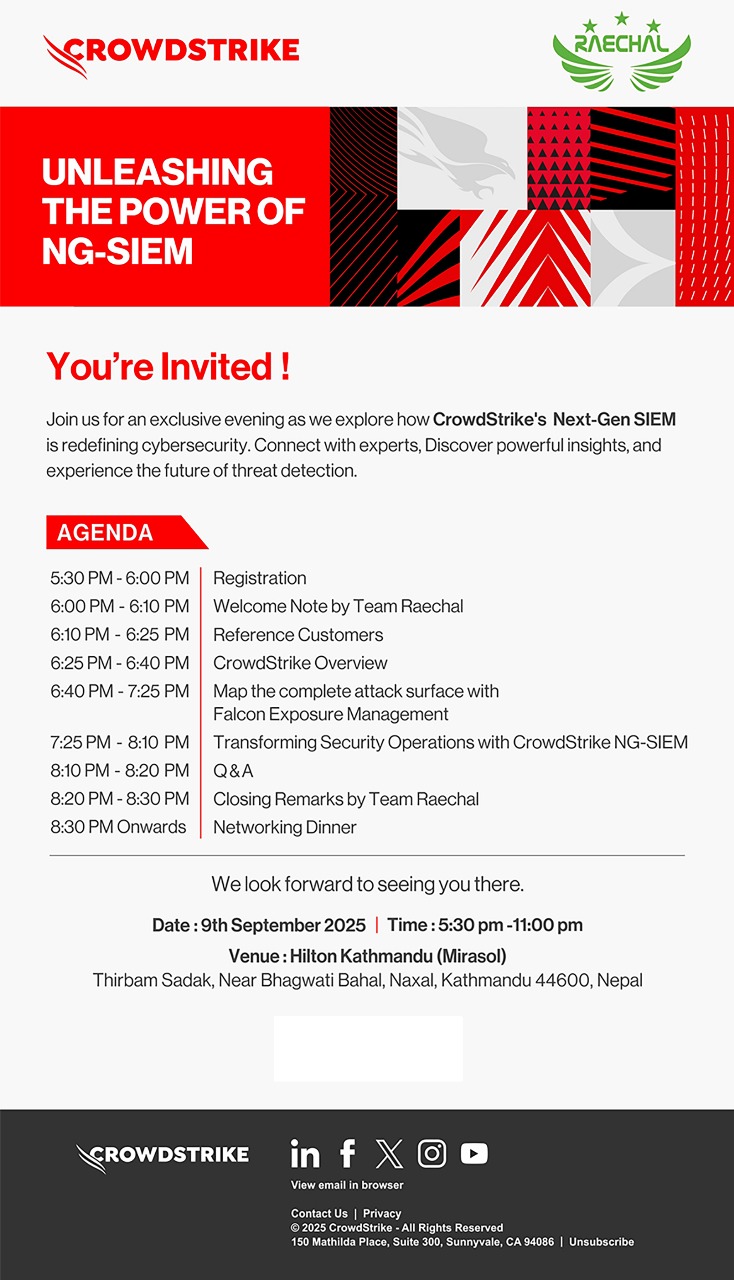 CROWDSTRIKE
RAECHAL
UNLEASHING
THE POWER OF
NG-SIEM
You're Invited !
Join us for an exclusive evening as we explore how CrowdStrike's Next-Gen SIEM
is redefining cybersecurity. Connect with experts, Discover powerful insights, and
experience the future of threat detection.
AGENDA
5:30 PM - 6:00 PM Registration
6:00 PM - 6:10 PM Welcome Note by Team Raechal
6:10 PM - 6:25 PM Reference Customers
6:25 PM - 6:40 PM CrowdStrike Overview
6:40 PM - 7:25 PM Map the complete attack surface with
Falcon Exposure Management
7:25 PM - 8:10 PM Transforming Security Operations with CrowdStrike NG-SIEM
8:10 PM - 8:20 PM Q&A
8:20 PM - 8:30 PM Closing Remarks by Team Raechal
8:30 PM Onwards Networking Dinner
We look forward to seeing you there.
Date : 9th September 2025 | Time : 5:30 pm -11:00 pm
Venue : Hilton Kathmandu (Mirasol)
Thirbam Sadak, Near Bhagwati Bahal, Naxal, Kathmandu 44600, Nepal
CROWDSTRIKE
View email in browser
Contact Us | Privacy
© 2025 CrowdStrike - All Rights Reserved
150 Mathilda Place, Suite 300, Sunnyvale, CA 94086 | Unsubscribe